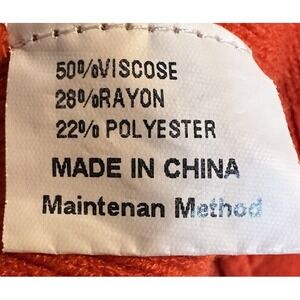 50%VISCOSE
28%RAYON
22% POLYESTER
MADE IN CHINA
Maintenan Method